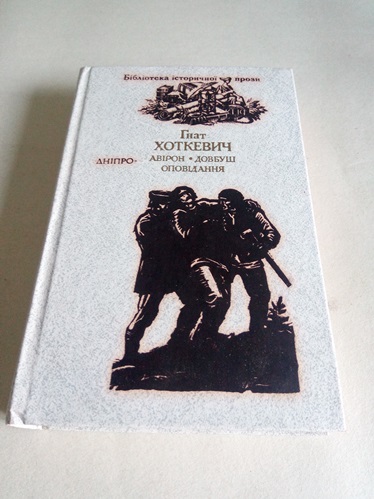 Бібліотека історичної прози
Гнат
ХОТКЕВИЧ
ДНІПРО
АВІРОН • ДОВБУШ
ОПОВІДАННЯ